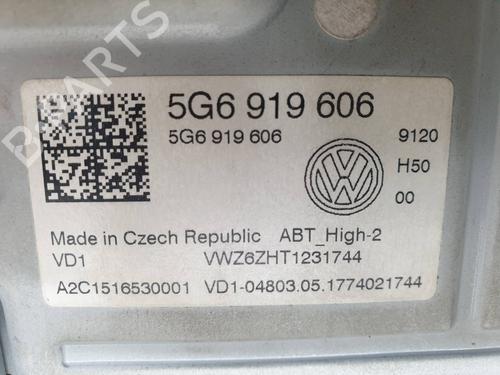 B-PARTS
5G6 919 606
5G6 919 606 9120
H50
00
Made in Czech Republic ABT_High-2
VD1 VWZ6ZHT1231744
A2C1516530001 VD1-04803.05.1774021744